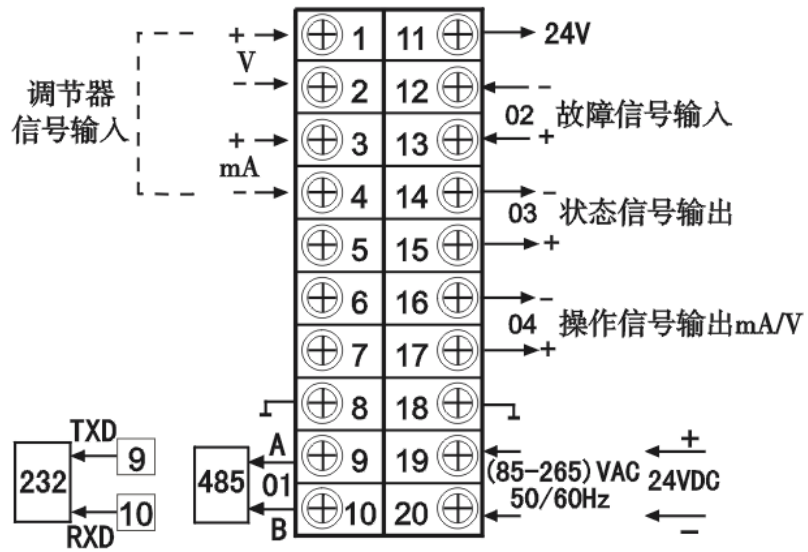 调节器
信号输入
+
V
−
+
mA
−
1 11
2 12
3 13
4 14
5 15
6 16
7 17
8 18
9 19
10 20
24V
−
02 故障信号输入
+
−
03 状态信号输出
+
−
04 操作信号输出mA/V
+
TXD
9
232
10
RXD
A
485
01
B
(85-265)VAC
50/60Hz
+
24VDC
−